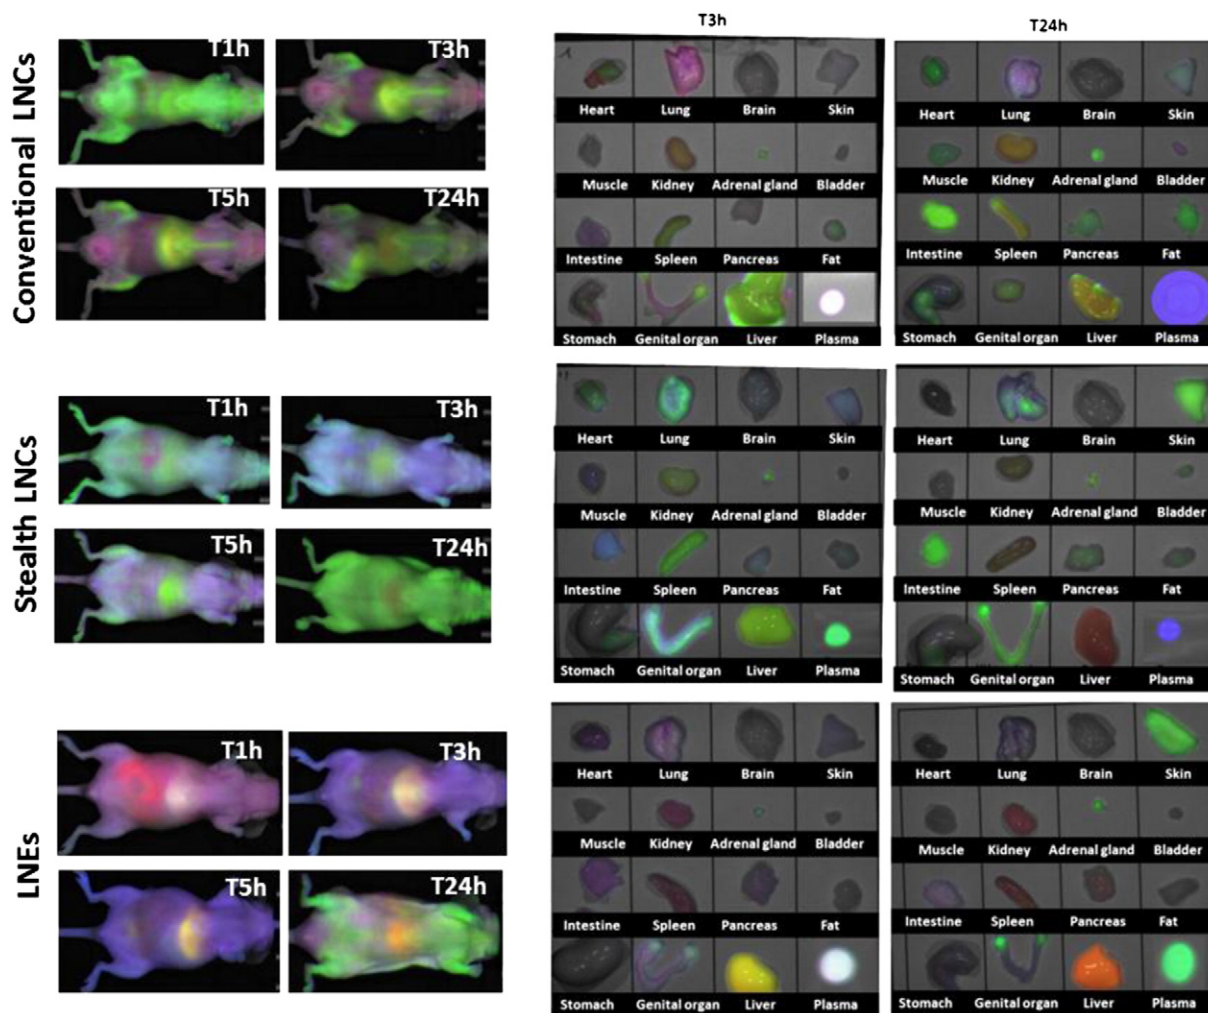 T3h
T24h
Conventional LNCs
T1h
T3h
T5h
T24h
Heart Lung Brain Skin
Muscle Kidney Adrenal gland Bladder
Intestine Spleen Pancreas Fat
Stomach Genital organ Liver Plasma
Heart Lung Brain Skin
Muscle Kidney Adrenal gland Bladder
Intestine Spleen Pancreas Fat
Stomach Genital organ Liver Plasma
Stealth LNCs
T1h
T3h
T5h
T24h
Heart Lung Brain Skin
Muscle Kidney Adrenal gland Bladder
Intestine Spleen Pancreas Fat
Stomach Genital organ Liver Plasma
Heart Lung Brain Skin
Muscle Kidney Adrenal gland Bladder
Intestine Spleen Pancreas Fat
Stomach Genital organ Liver Plasma
LNEs
T1h
T3h
T5h
T24h
Heart Lung Brain Skin
Muscle Kidney Adrenal gland Bladder
Intestine Spleen Pancreas Fat
Stomach Genital organ Liver Plasma
Heart Lung Brain Skin
Muscle Kidney Adrenal gland Bladder
Intestine Spleen Pancreas Fat
Stomach Genital organ Liver Plasma